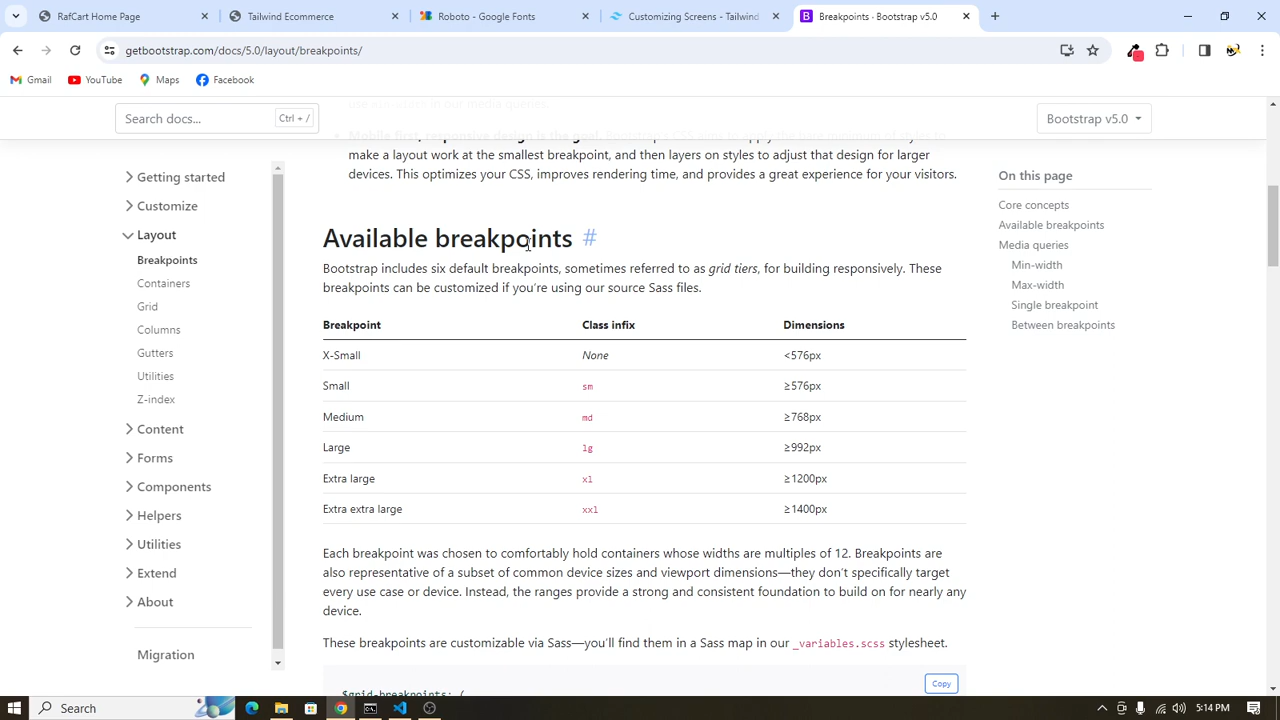 RafCart Home Page
Tailwind Ecommerce
Roboto - Google Fonts
Customizing Screens - Tailwind
Breakpoints · Bootstrap v5.0
getbootstrap.com/docs/5.0/layout/breakpoints/
Gmail
YouTube
Maps
Facebook
Search docs...
Ctrl + /
Bootstrap v5.0
Getting started
Customize
Layout
Breakpoints
Containers
Grid
Columns
Gutters
Utilities
Z-index
Content
Forms
Components
Helpers
Utilities
Extend
About
Migration
Mobile first, responsive design is the goal.
make a layout work at the smallest breakpoint, and then layers on styles to adjust that design for larger
devices. This optimizes your CSS, improves rendering time, and provides a great experience for your visitors.
Available breakpoints #
Bootstrap includes six default breakpoints, sometimes referred to as grid tiers, for building responsively. These
breakpoints can be customized if you're using our source Sass files.
Breakpoint Class infix Dimensions
X-Small None <576px
Small sm ≥576px
Medium md ≥768px
Large lg ≥992px
Extra large xl ≥1200px
Extra extra large xxl ≥1400px
Each breakpoint was chosen to comfortably hold containers whose widths are multiples of 12. Breakpoints are
also representative of a subset of common device sizes and viewport dimensions—they don't specifically target
every use case or device. Instead, the ranges provide a strong and consistent foundation to build on for nearly any
device.
These breakpoints are customizable via Sass—you'll find them in a Sass map in our _variables.scss stylesheet.
$grid-breakpoints: (
Copy
On this page
Core concepts
Available breakpoints
Media queries
Min-width
Max-width
Single breakpoint
Between breakpoints
Search
5:14 PM